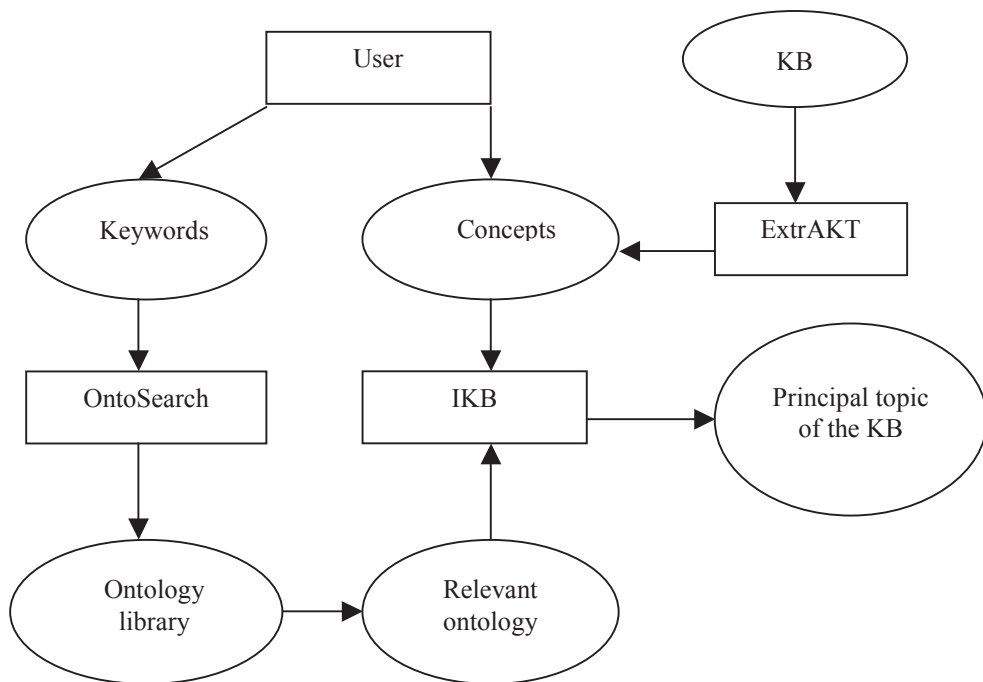 User
KB
Keywords
Concepts
ExtrAKT
OntoSearch
IKB
Principal topic
of the KB
Ontology
library
Relevant
ontology